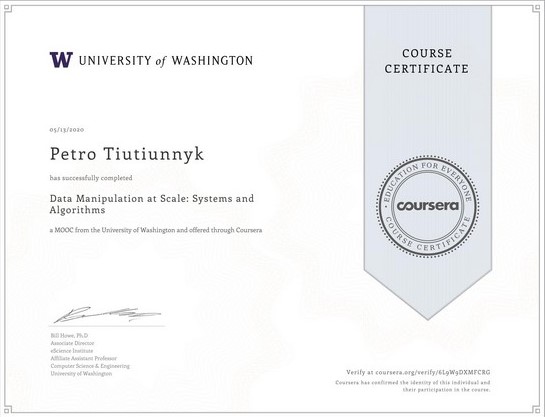 W UNIVERSITY of WASHINGTON
COURSE
CERTIFICATE
05/13/2020
Petro Tiutiunnyk
has successfully completed
Data Manipulation at Scale: Systems and
Algorithms
a MOOC from the University of Washington and offered through Coursera
EDUCATION FOR EVERYONE
coursera
COURSE CERTIFICATE
Bill Howe, Ph.D
Associate Director
eScience Institute
Affiliate Assistant Professor
Computer Science & Engineering
University of Washington
Verify at coursera.org/verify/6L9W9DXMFCRG
Coursera has confirmed the identity of this individual and
their participation in the course.